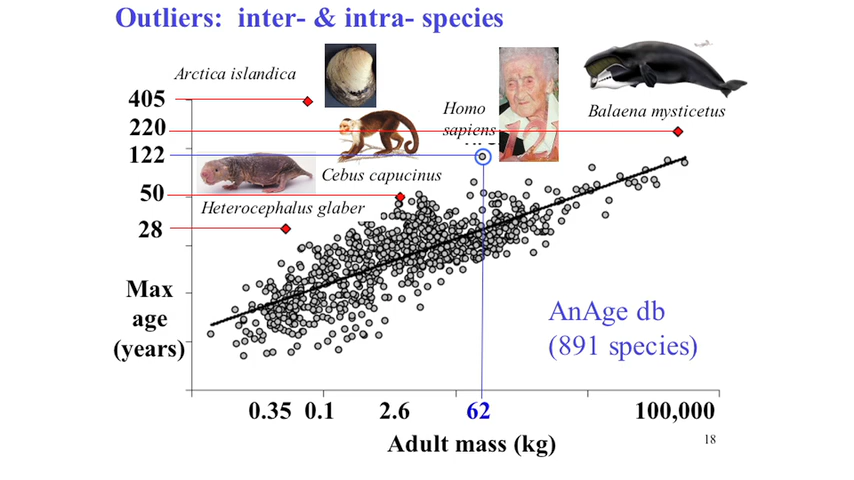 Outliers: inter- & intra- species
Arctica islandica
Homo
sapiens
Balaena mysticetus
405
220
122
50
28
Cebus capucinus
Heterocephalus glaber
Max
age
(years)
AnAge db
(891 species)
0.35 0.1 2.6 62 100,000
Adult mass (kg)
18